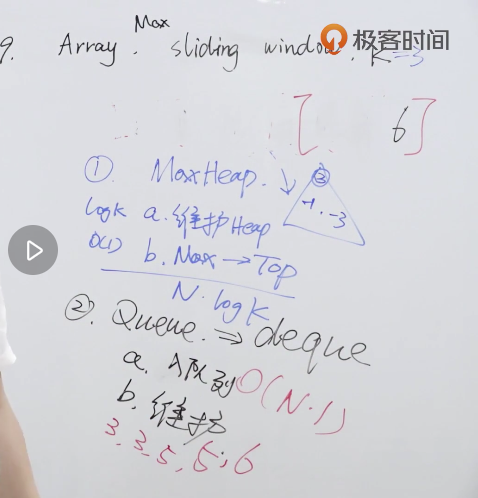 9. Array. Max sliding window. K=3
极客时间
[ 6]
①. MaxHeap.
③
-1, -3
logk a.维护Heap
O(1) b. Max→Top
N·logK
②. Queue. ⇒ deque
a. 入队列 O(N·1)
b. 维护
3, 3, 5, 5, 6